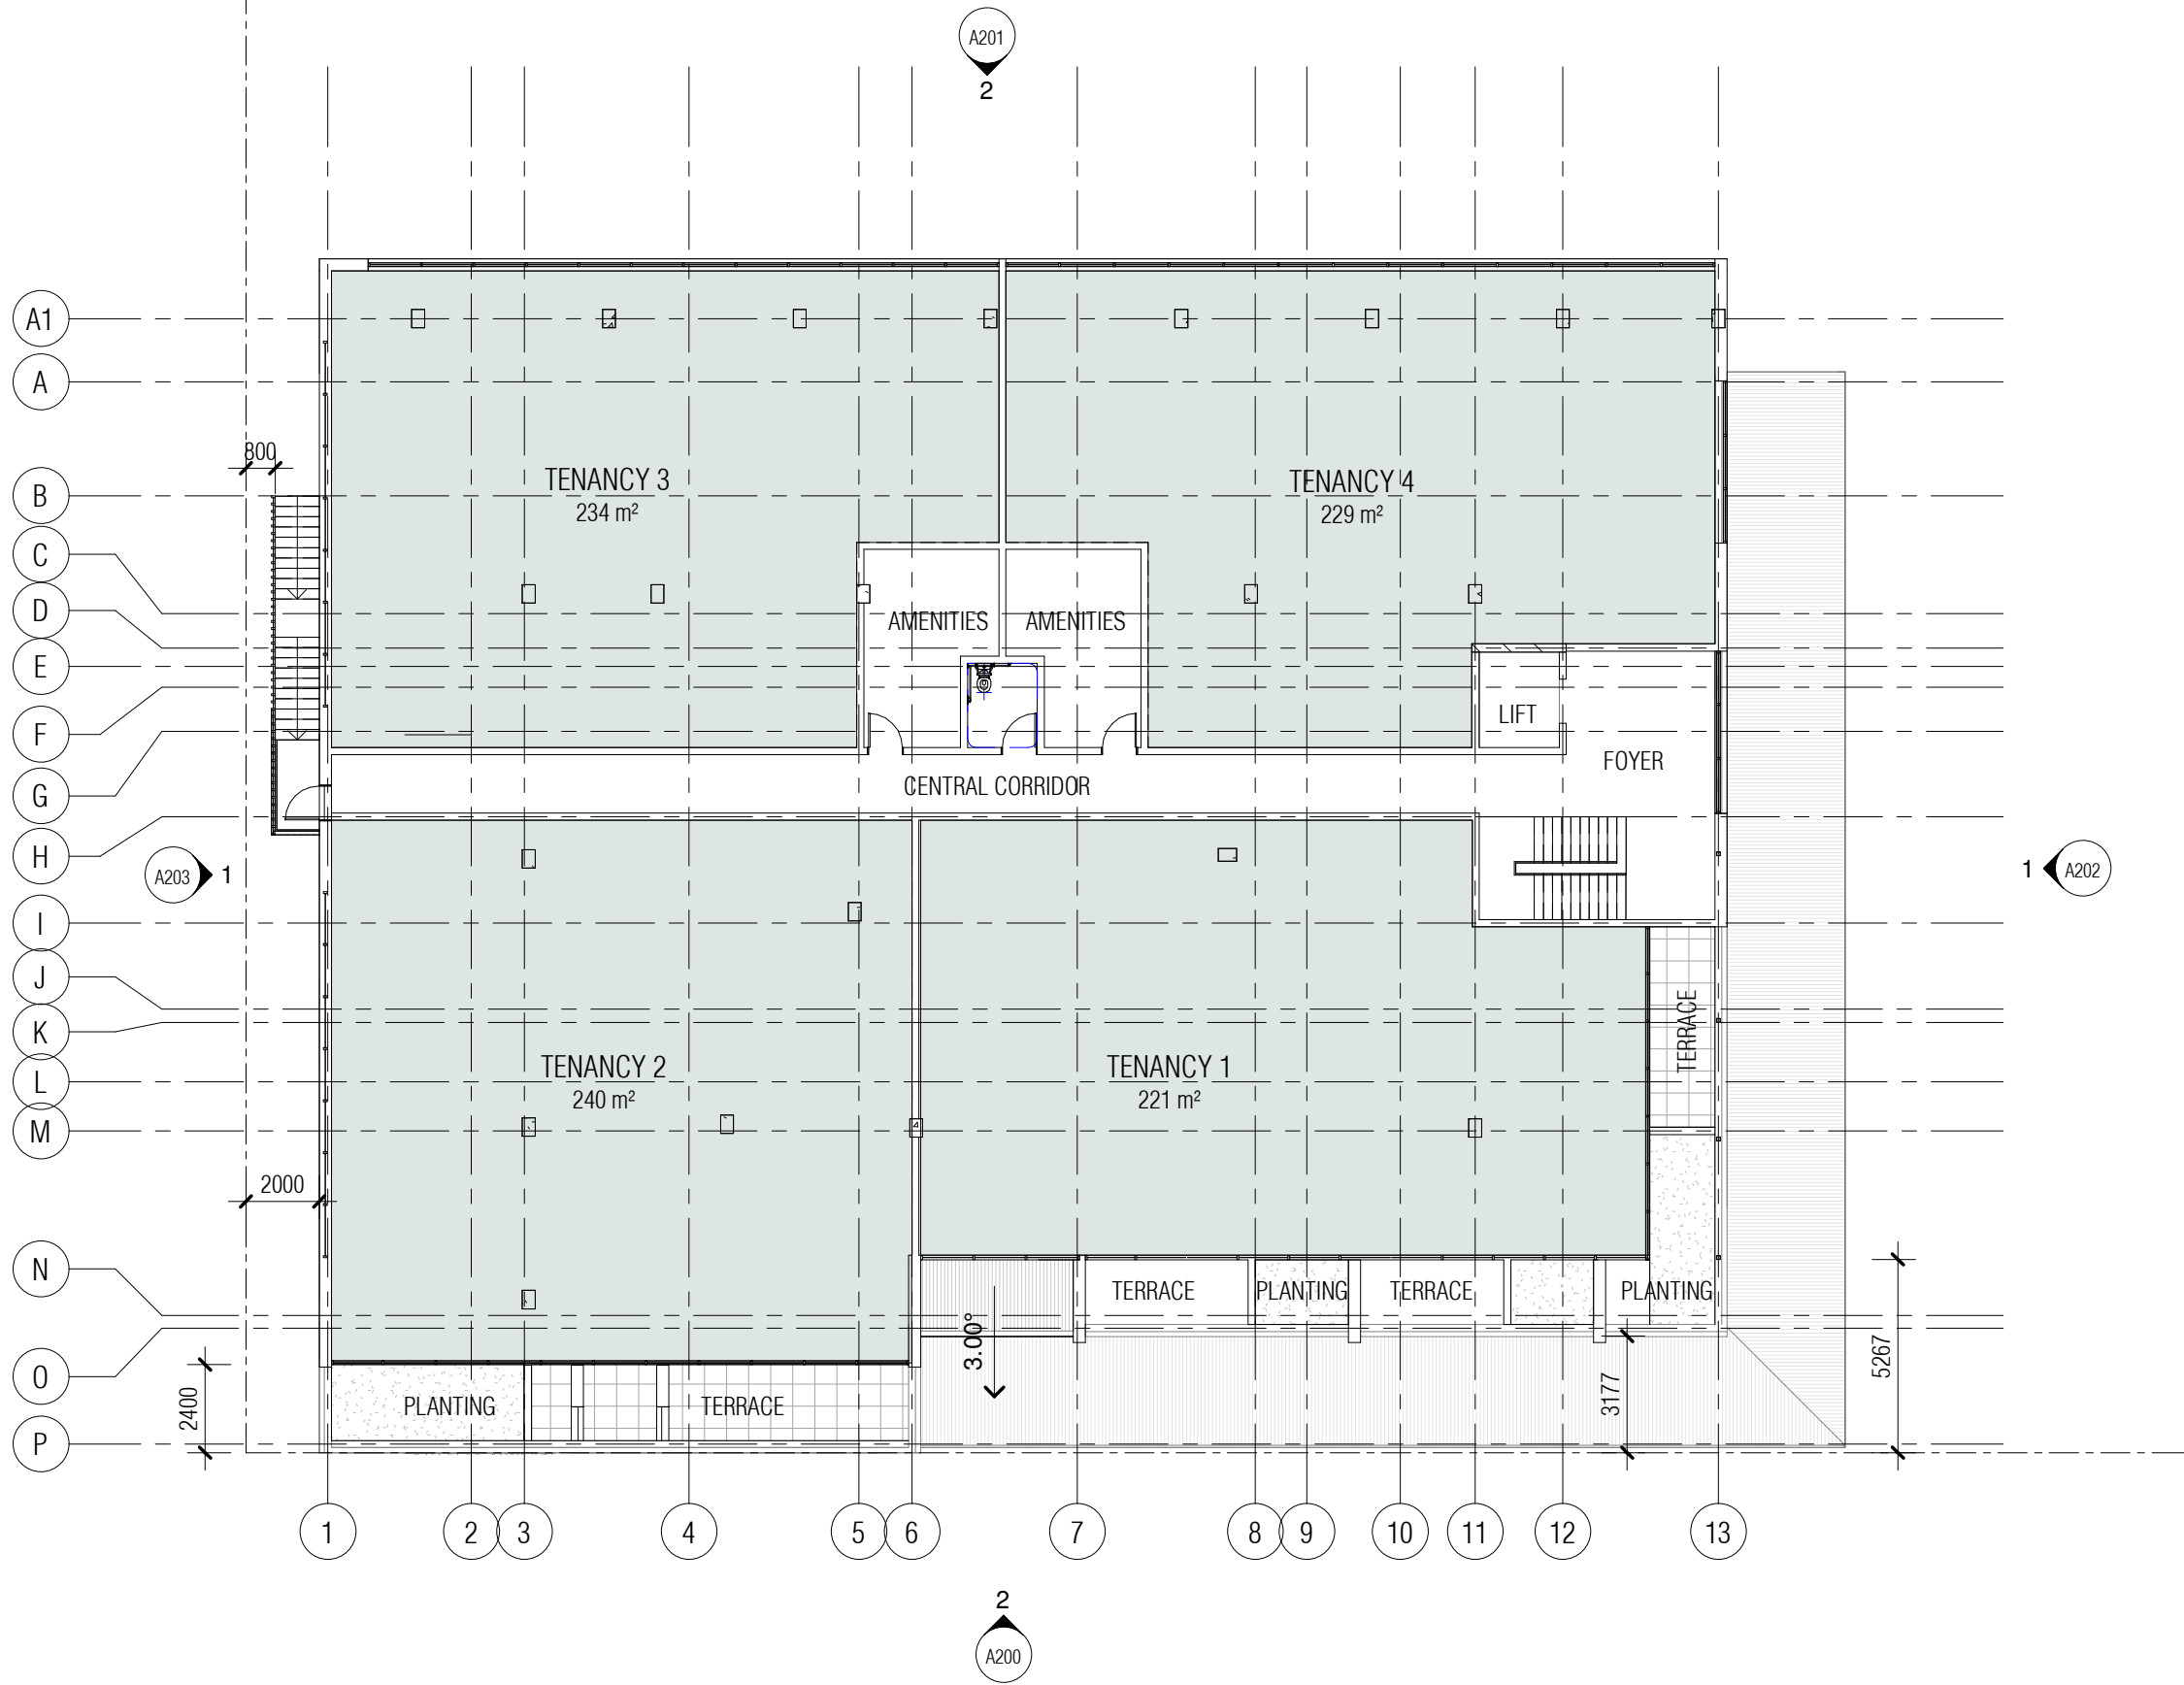 A201
2
A1
A
800
B
TENANCY 3
234 m²
TENANCY 4
229 m²
C
D
AMENITIES
AMENITIES
E
F
LIFT
FOYER
G
CENTRAL CORRIDOR
H
A203
1
1
A202
I
J
K
TERRACE
L
TENANCY 2
240 m²
TENANCY 1
221 m²
M
2000
N
TERRACE
PLANTING
TERRACE
PLANTING
3.00°
O
2400
PLANTING
TERRACE
3177
5267
P
1
2
3
4
5
6
7
8
9
10
11
12
13
2
A200